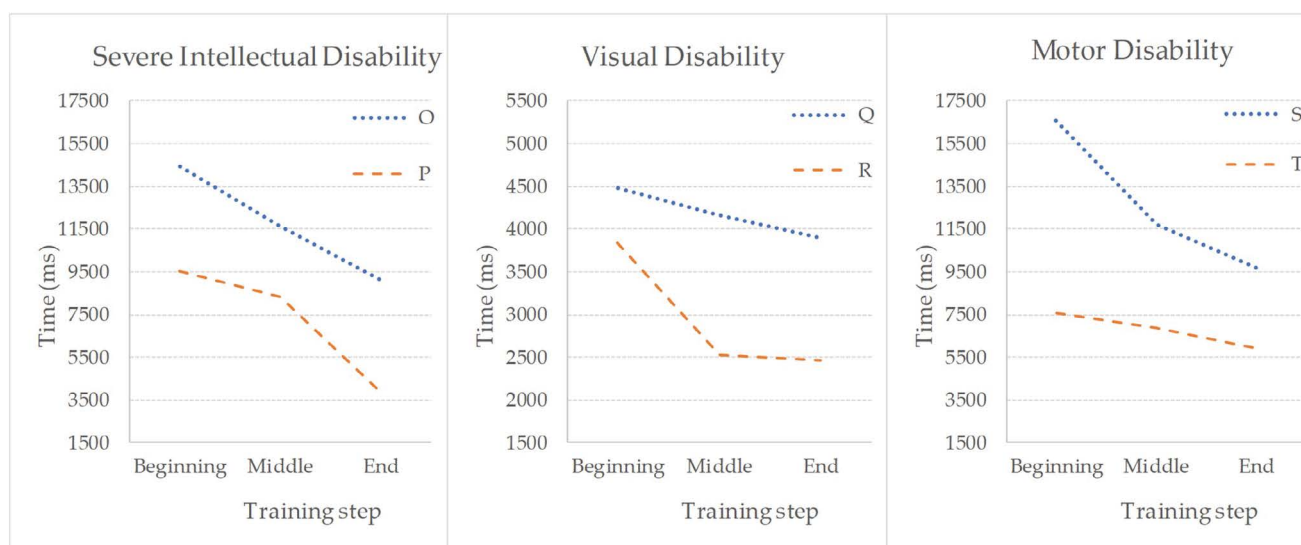 Severe Intellectual Disability
17500
15500
13500
11500
9500
7500
5500
3500
1500
Time (ms)
O
P
Beginning Middle End
Training step
Visual Disability
5500
5000
4500
4000
3500
3000
2500
2000
1500
Time (ms)
Q
R
Beginning Middle End
Training step
Motor Disability
17500
15500
13500
11500
9500
7500
5500
3500
1500
Time (ms)
S
T
Beginning Middle End
Training step